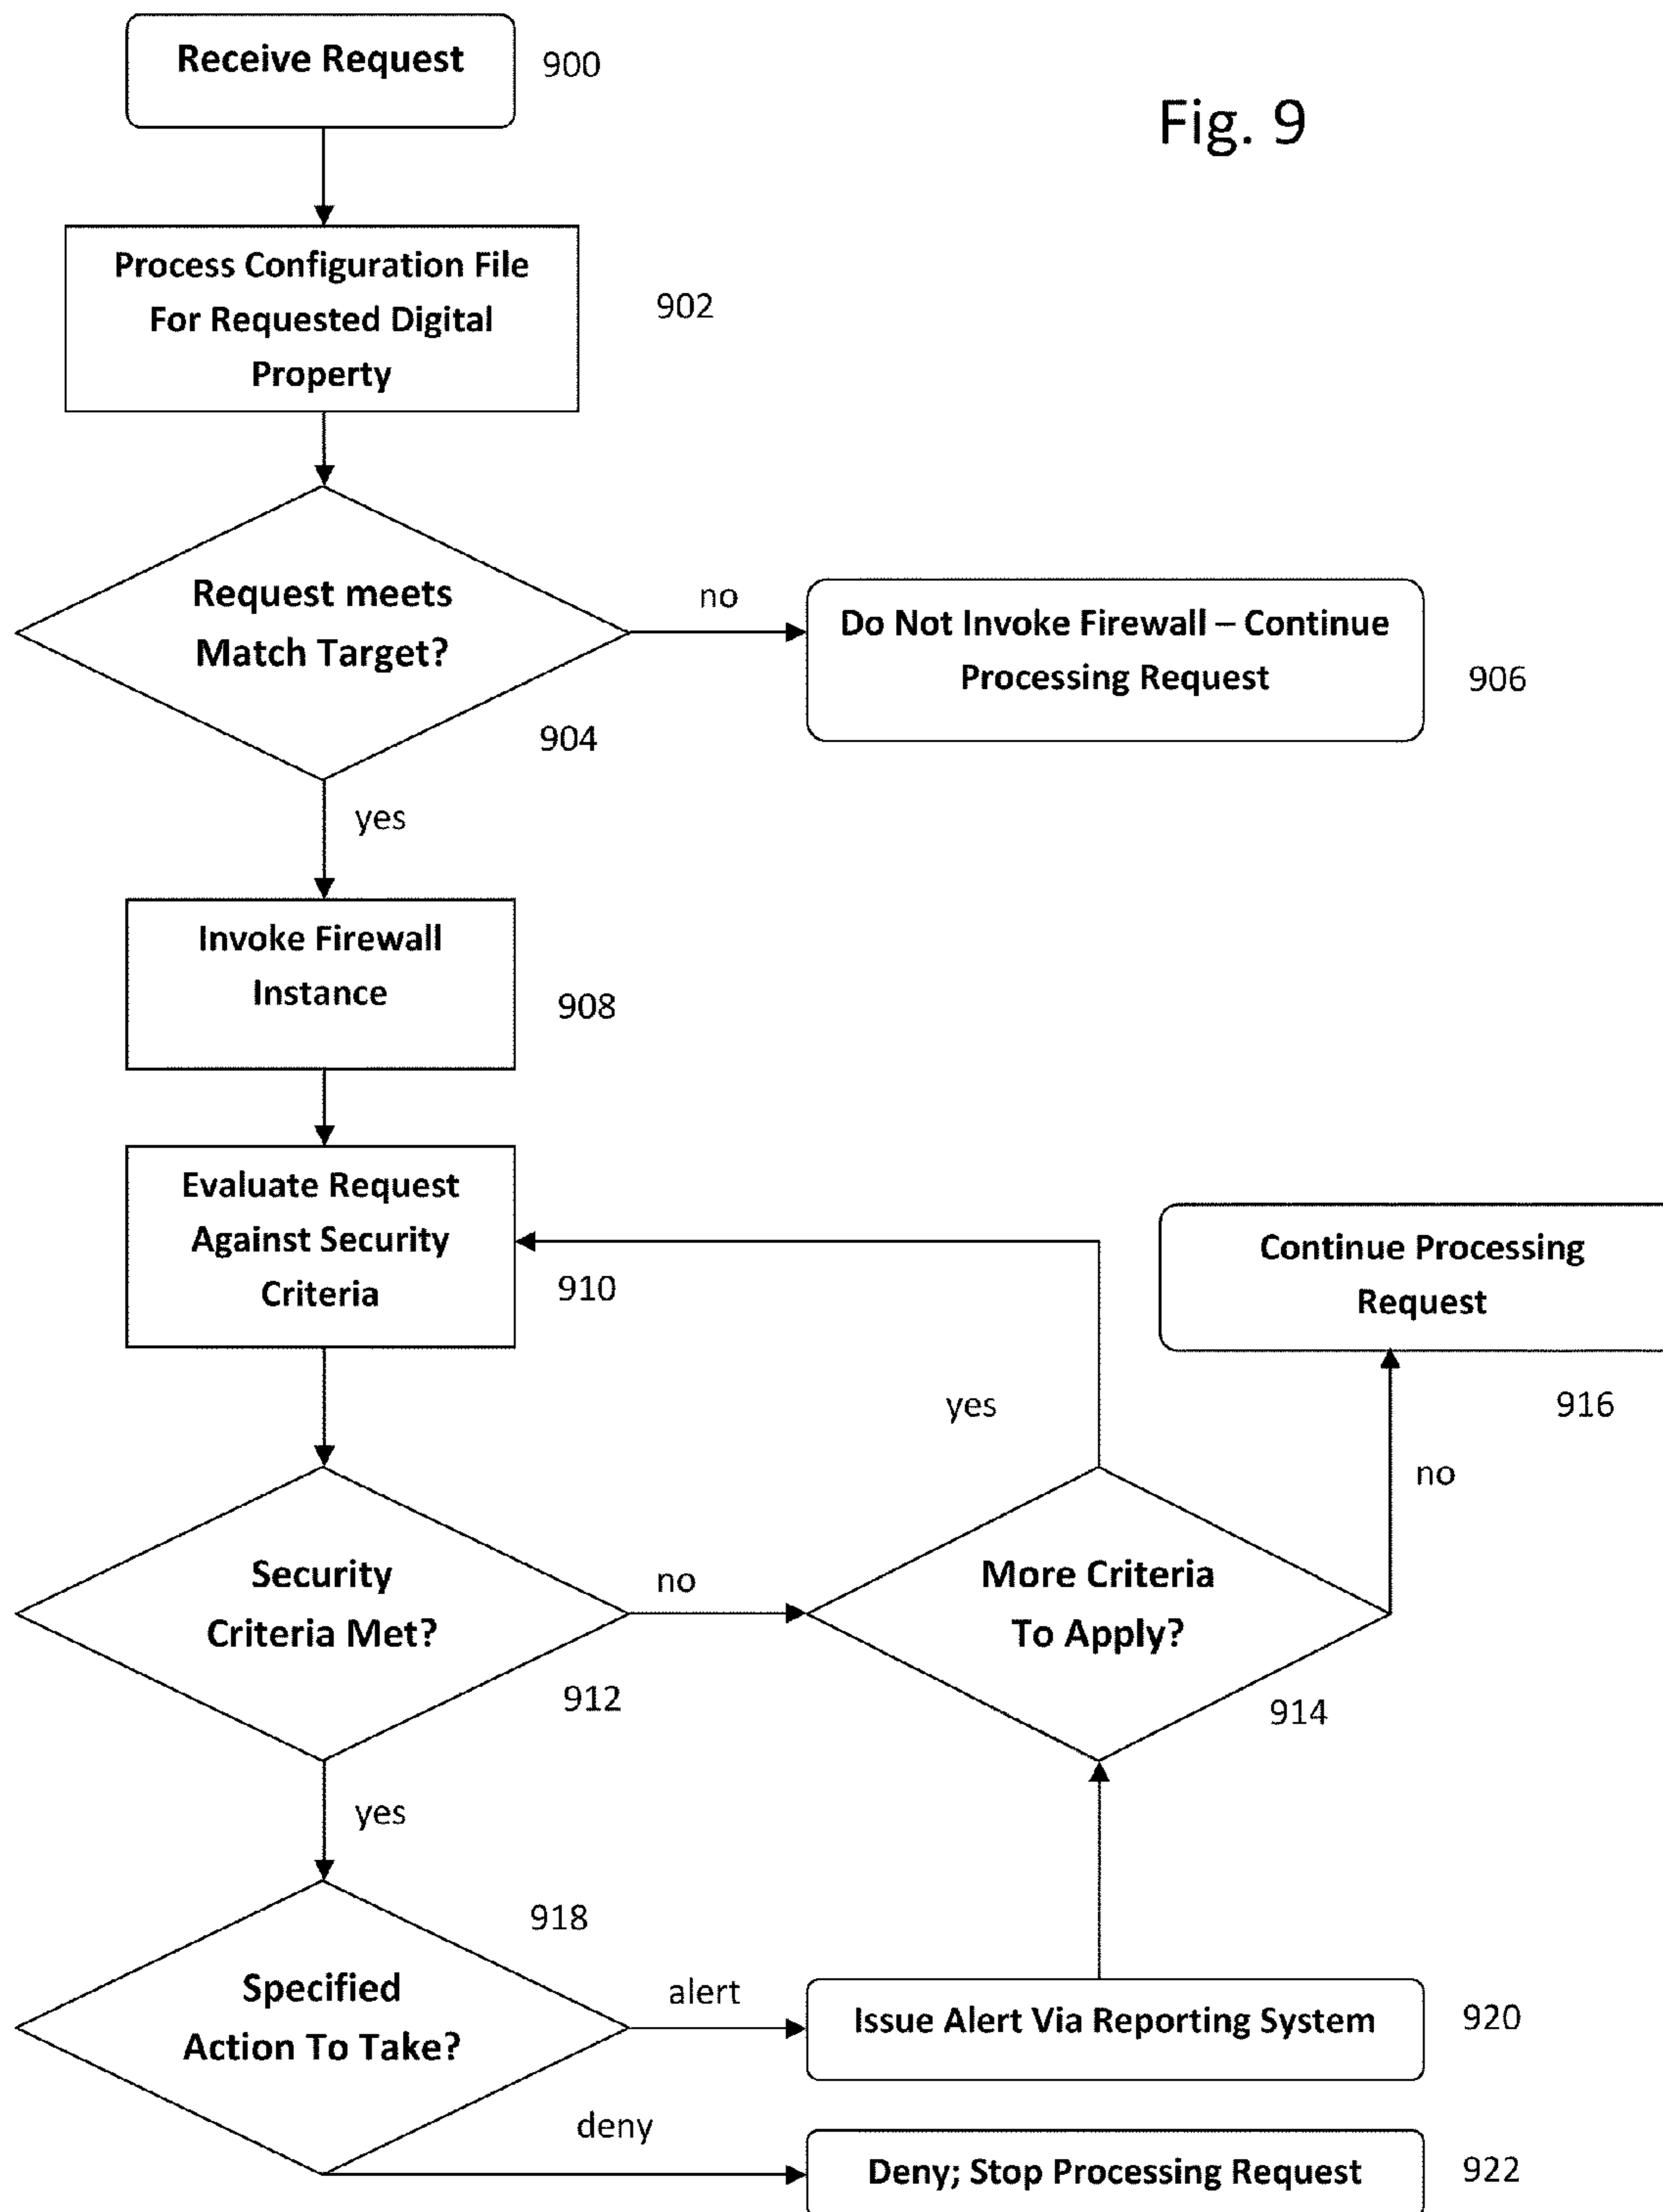 Receive Request
900
Fig. 9
Process Configuration File
For Requested Digital
Property
902
Request meets
Match Target?
no
904
Do Not Invoke Firewall – Continue
Processing Request
906
yes
Invoke Firewall
Instance
908
Evaluate Request
Against Security
Criteria
910
Continue Processing
Request
916
yes
no
Security
Criteria Met?
no
912
More Criteria
To Apply?
914
yes
918
Specified
Action To Take?
alert
Issue Alert Via Reporting System
920
deny
Deny; Stop Processing Request
922